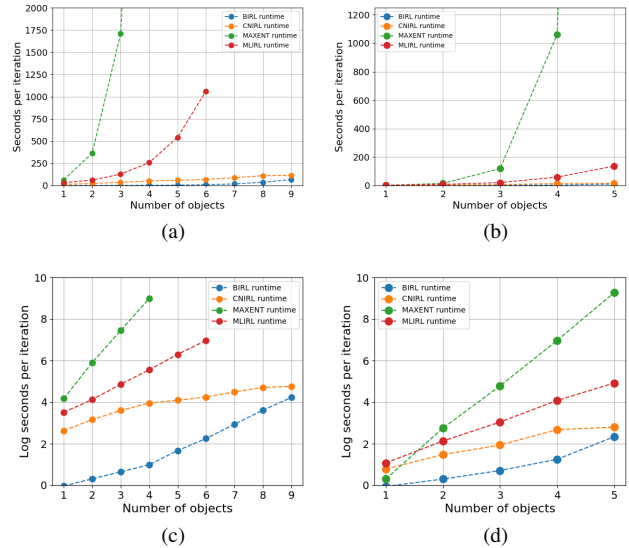 2000
1750
1500
1250
1000
750
500
250
0
Seconds per iteration
BIRL runtime
CNIRL runtime
MAXENT runtime
MLIRL runtime
1 2 3 4 5 6 7 8 9
Number of objects
(a)
1200
1000
800
600
400
200
0
Seconds per iteration
BIRL runtime
CNIRL runtime
MAXENT runtime
MLIRL runtime
1 2 3 4 5
Number of objects
(b)
10
8
6
4
2
0
Log seconds per iteration
BIRL runtime
CNIRL runtime
MAXENT runtime
MLIRL runtime
1 2 3 4 5 6 7 8 9
Number of objects
(c)
10
8
6
4
2
0
Log seconds per iteration
BIRL runtime
CNIRL runtime
MAXENT runtime
MLIRL runtime
1 2 3 4 5
Number of objects
(d)